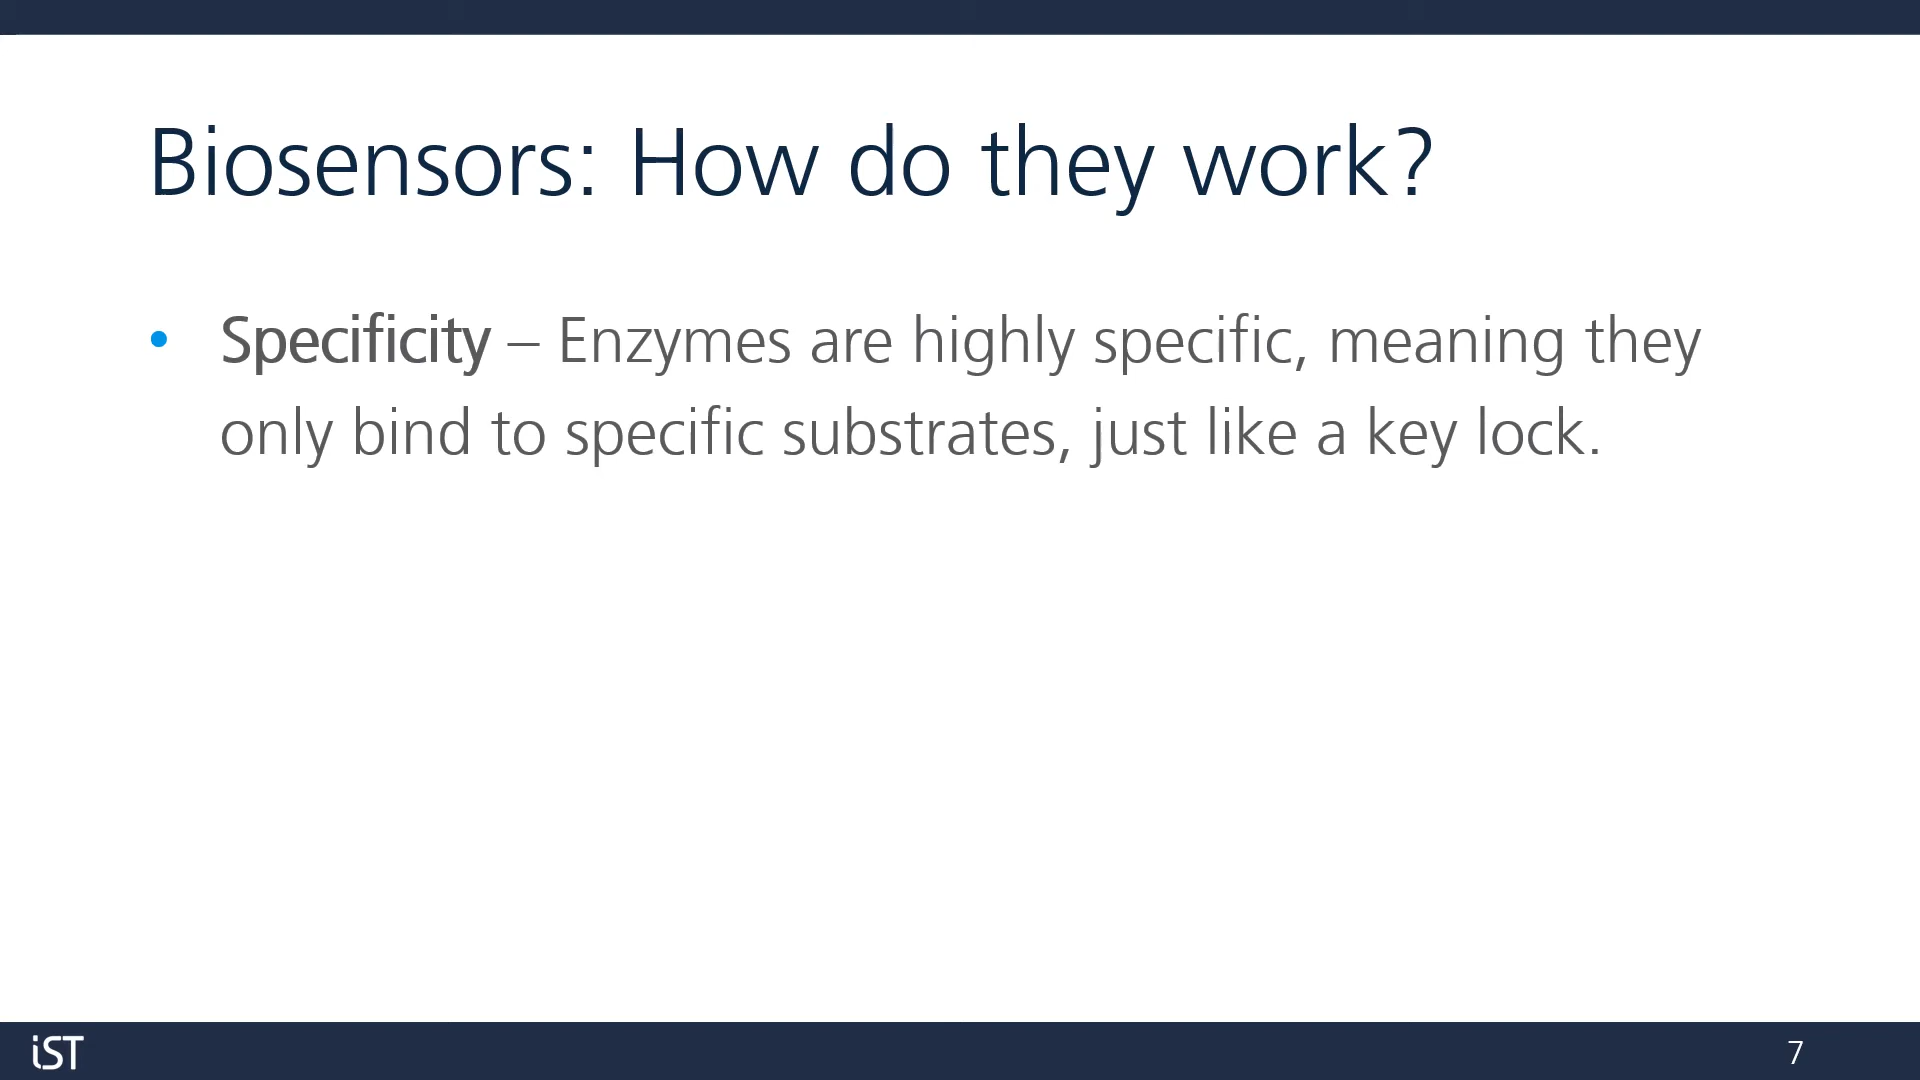 Biosensors: How do they work?
• Specificity – Enzymes are highly specific, meaning they
only bind to specific substrates, just like a key lock.
iST
7